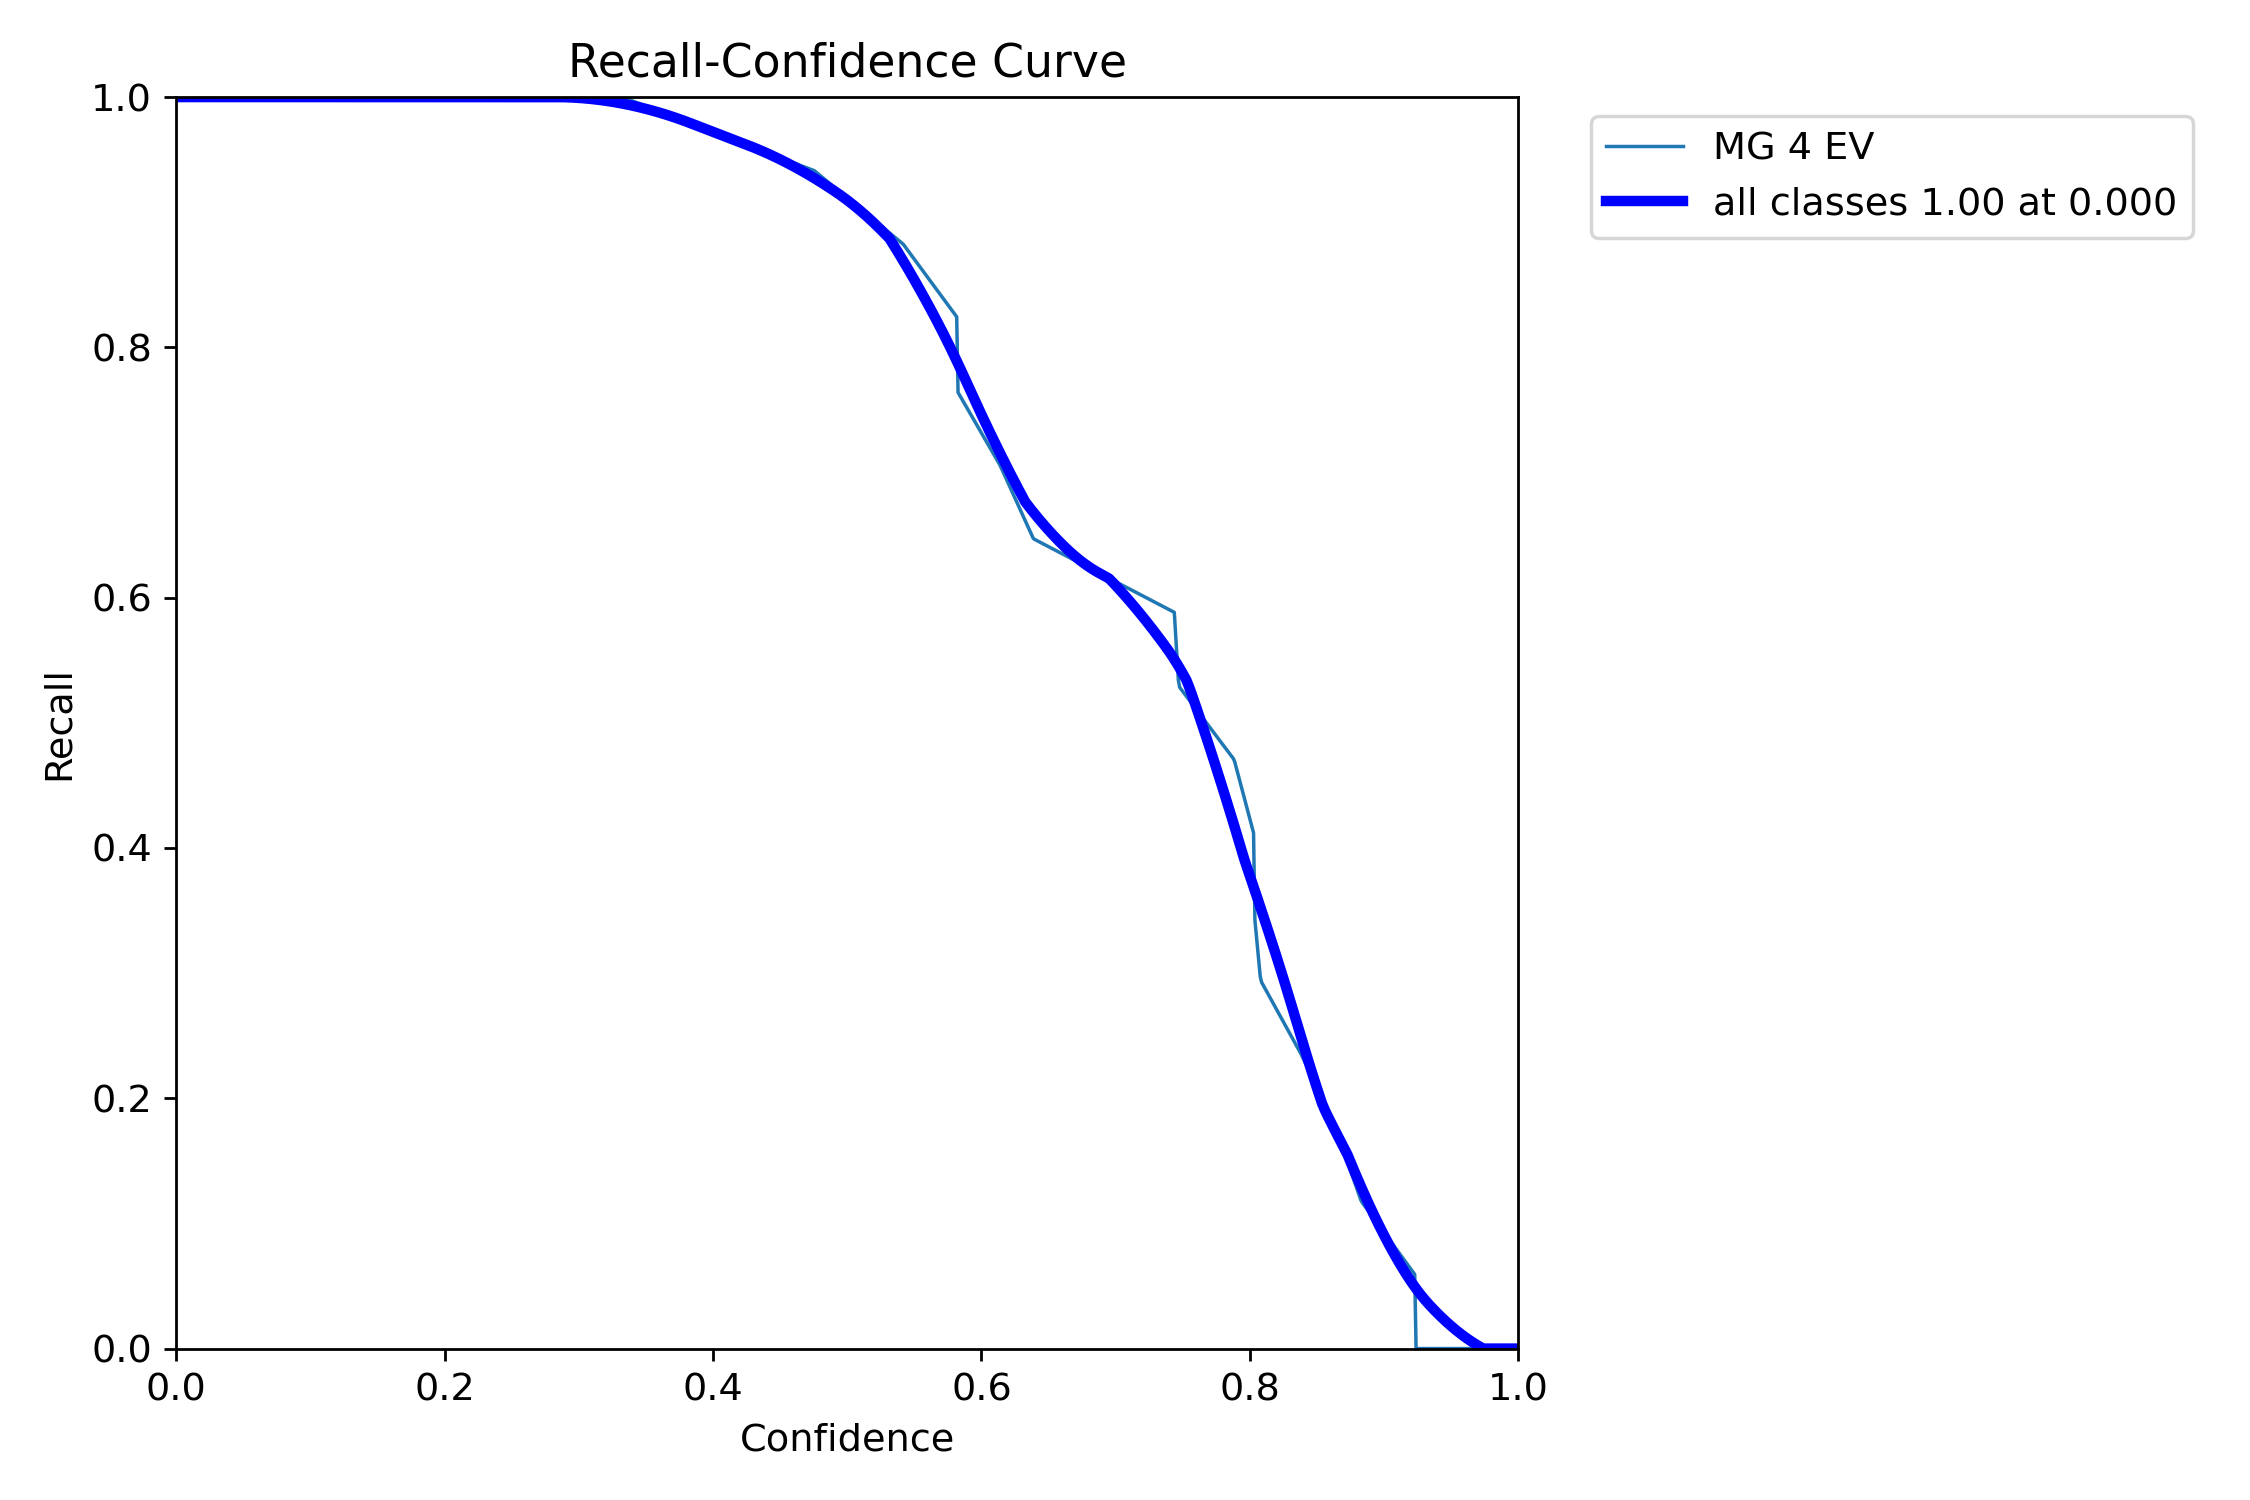 Recall-Confidence Curve
MG 4 EV
all classes 1.00 at 0.000
1.0
0.8
0.6
0.4
0.2
0.0
Recall
0.0 0.2 0.4 0.6 0.8 1.0
Confidence